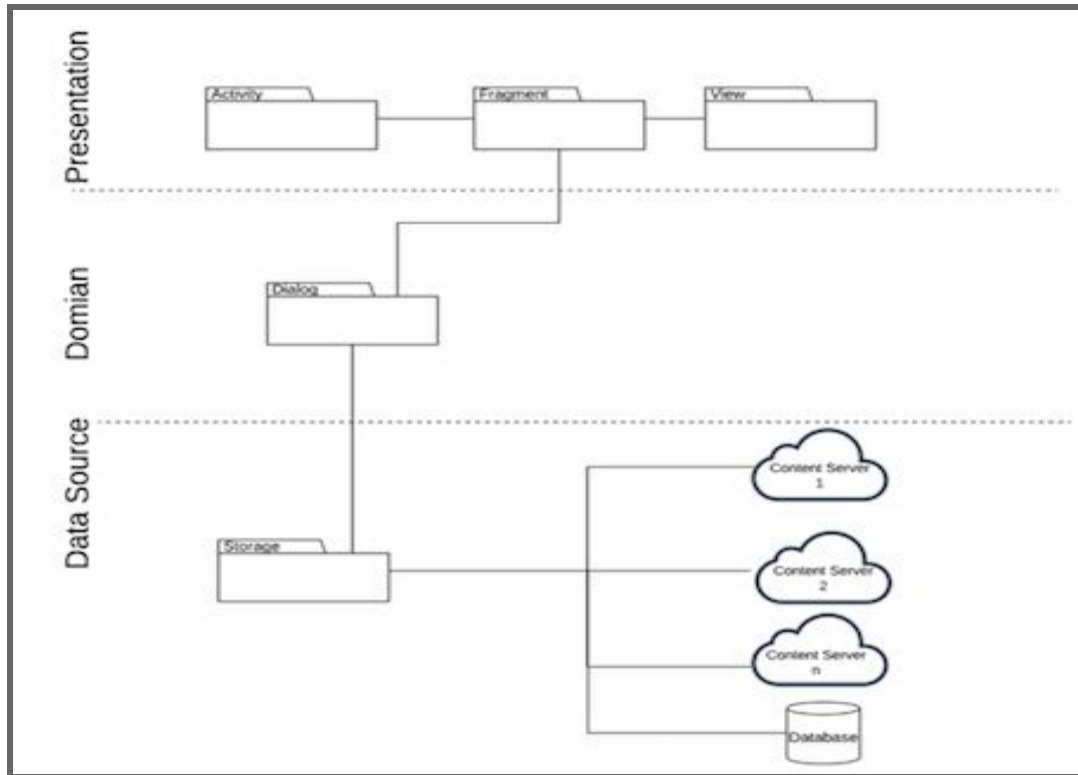 Presentation
Activity
Fragment
View
Domian
Dialog
Data Source
Storage
Content Server
1
Content Server
2
Content Server
n
Database